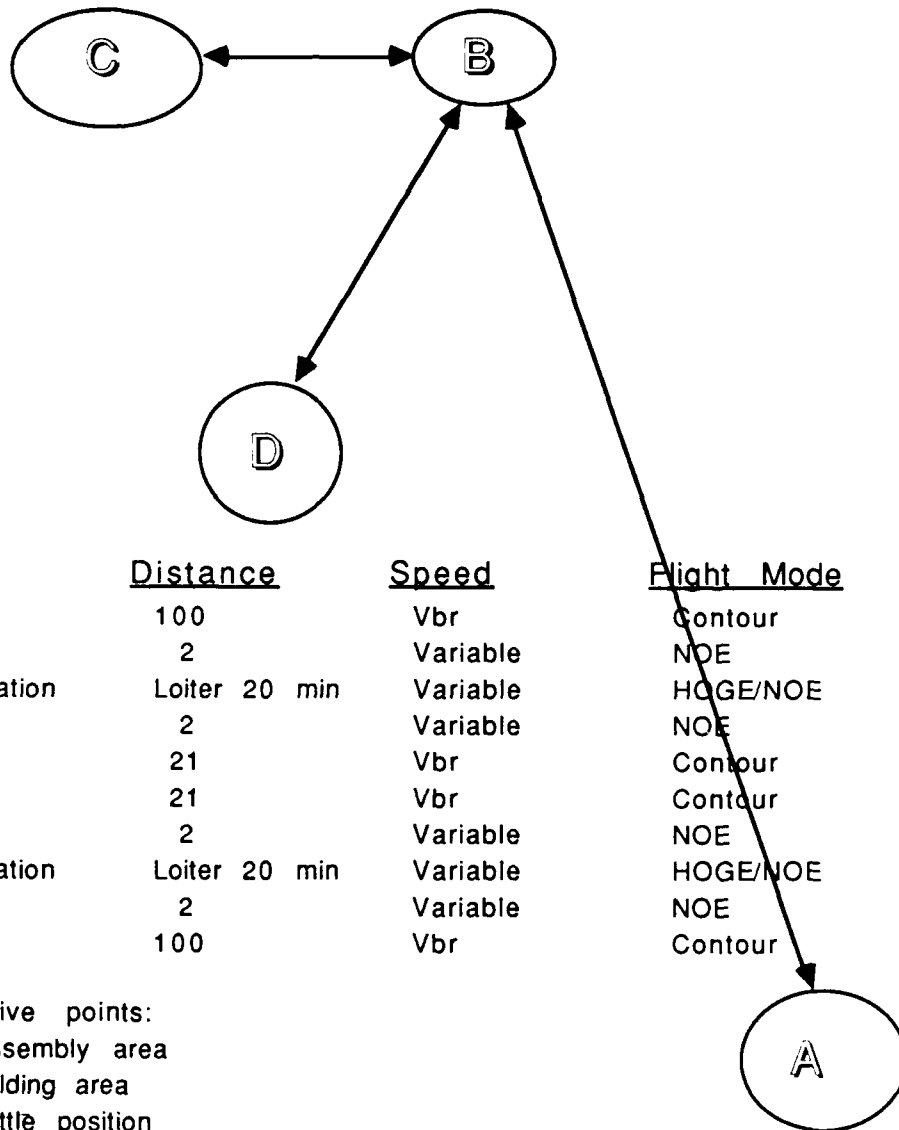 C B
D
Distance Speed Flight Mode
100 Vbr Contour
2 Variable NOE
ation Loiter 20 min Variable HOGE/NOE
2 Variable NOE
21 Vbr Contour
21 Vbr Contour
2 Variable NOE
ation Loiter 20 min Variable HOGE/NOE
2 Variable NOE
100 Vbr Contour
ive points:
ssembly area
lding area
ttle position
A